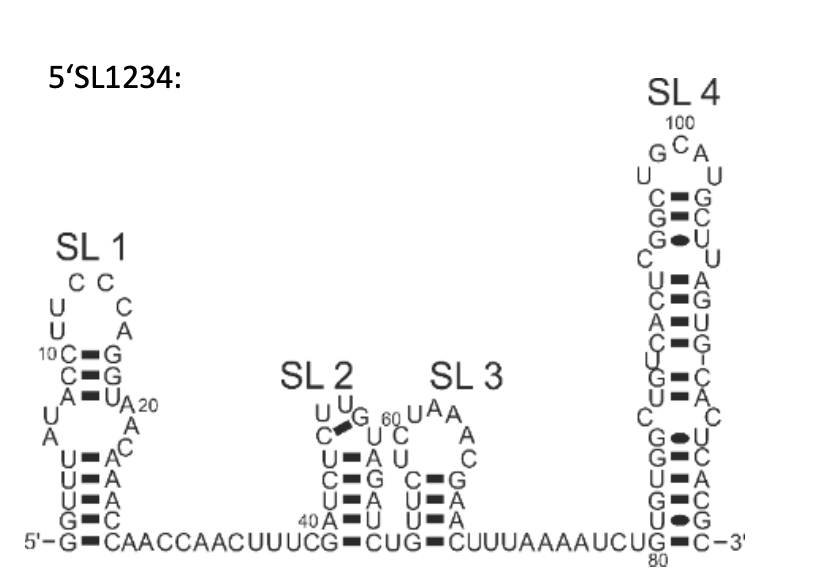 5‘SL1234:
SL 1
C C
U C
U A
10 C G
C G
A U A 20
U A
A C
U A
U A
U A
G C
SL 2
U U G
C U
U A
C G
U A
40 A U
SL 3
60 U A A
C A
U C
C G
U A
U A
SL 4
100
G C A
U U
C G
G C
G U
C U
U A
C G
A U
C G
U
G C
U A
C C
G U
G C
U A
G C
U G
5'-G CAACCAACUUUCG CUG CUUUAAAAUCUG C-3'
80